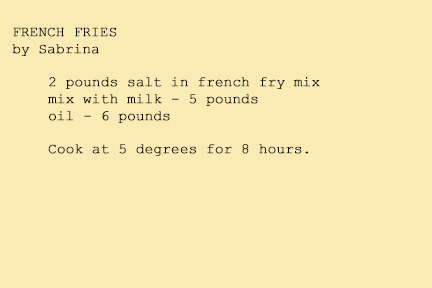 FRENCH FRIES
by Sabrina
2 pounds salt in french fry mix
mix with milk - 5 pounds
oil - 6 pounds
Cook at 5 degrees for 8 hours.